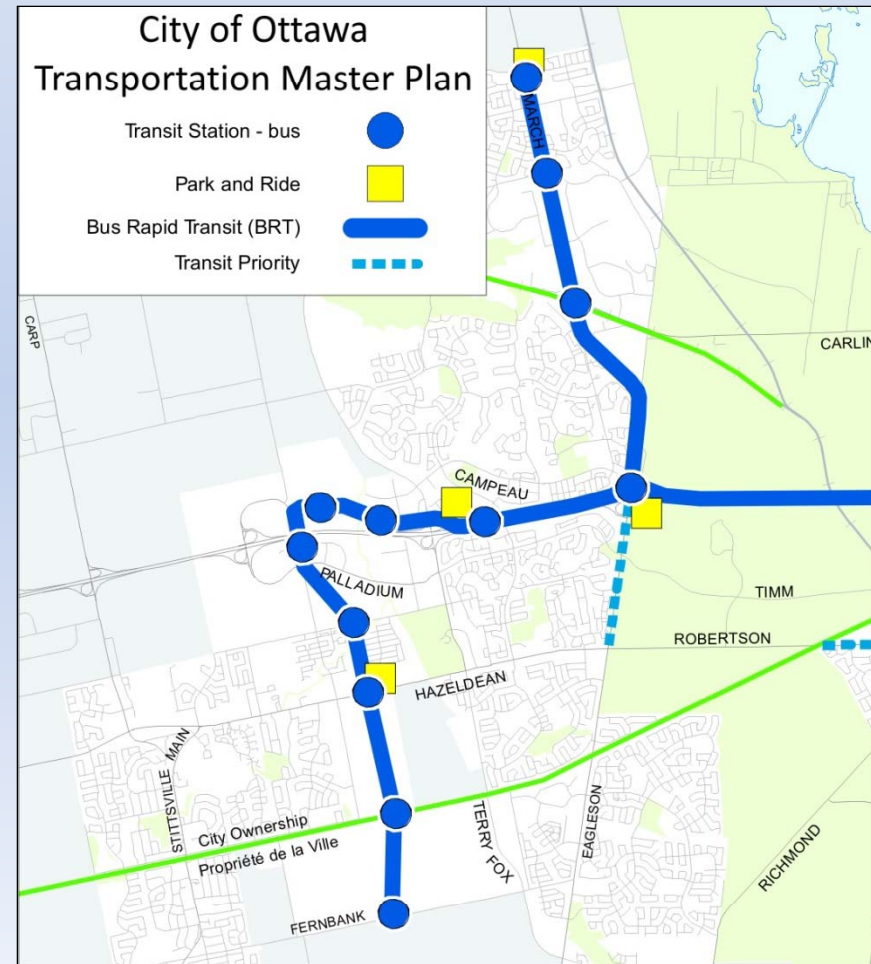 City of Ottawa
Transportation Master Plan
Transit Station - bus
Park and Ride
Bus Rapid Transit (BRT)
Transit Priority
MARCH
CARP
CARLIN
CAMPEAU
PALLADIUM
TIMM
ROBERTSON
HAZELDEAN
STITTSVILLE MAIN
TERRY FOX
EAGLESON
City Ownership
Propriété de la Ville
RICHMOND
FERNBANK